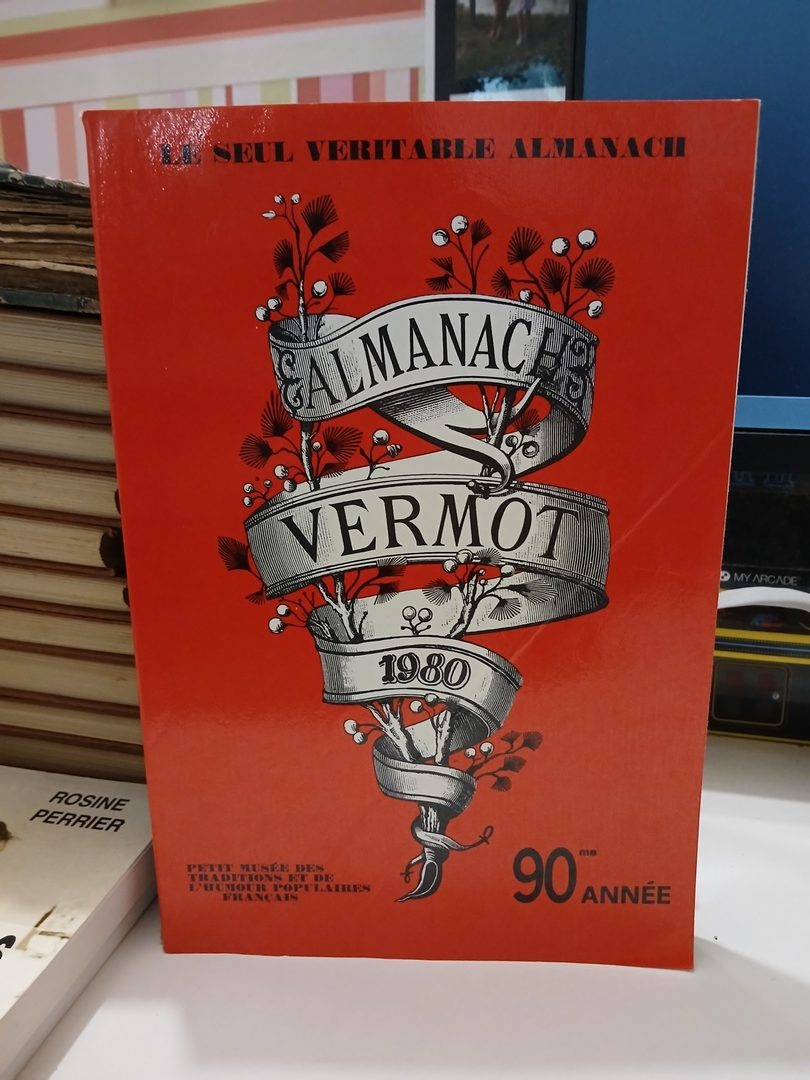 LE SEUL VERITABLE ALMANACH
ALMANACH
VERMOT
1980
PETIT MUSÉE DES
TRADITIONS ET DE
L'HUMOUR POPULAIRES
FRANÇAIS
90me ANNÉE
ROSINE
PERRIER
MY ARCADE